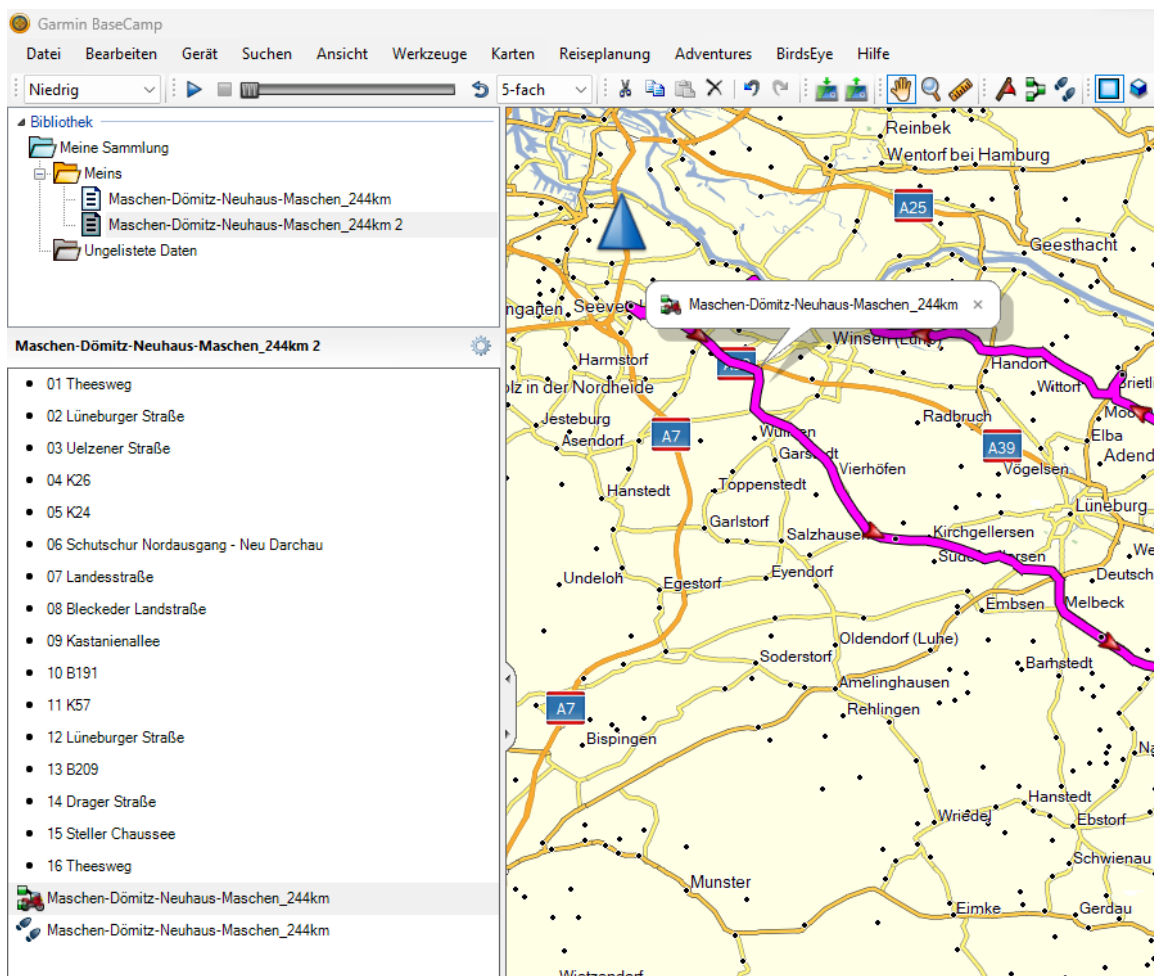 Garmin BaseCamp
Datei Bearbeiten Gerät Suchen Ansicht Werkzeuge Karten Reiseplanung Adventures BirdsEye Hilfe
Niedrig 5-fach
Bibliothek
Meine Sammlung
Meins
Maschen-Dömitz-Neuhaus-Maschen_244km
Maschen-Dömitz-Neuhaus-Maschen_244km 2
Ungelistete Daten
Maschen-Dömitz-Neuhaus-Maschen_244km 2
01 Theesweg
02 Lüneburger Straße
03 Uelzener Straße
04 K26
05 K24
06 Schutschur Nordausgang - Neu Darchau
07 Landesstraße
08 Bleckeder Landstraße
09 Kastanienallee
10 B191
11 K57
12 Lüneburger Straße
13 B209
14 Drager Straße
15 Steller Chaussee
16 Theesweg
Maschen-Dömitz-Neuhaus-Maschen_244km
Maschen-Dömitz-Neuhaus-Maschen_244km
Reinbek
Wentorf bei Hamburg
A25
Geesthacht
Maschen-Dömitz-Neuhaus-Maschen_244km
Winsen (Luhe)
Harmstorf
Handorf
in der Nordheide
Wittorf
Jesteburg
Radbruch
A7
Asendorf
Elba
A39
Garstedt
Vierhöfen
Vögelsen
Hanstedt
Toppenstedt
Lüneburg
Garlstorf
Salzhausen
Kirchgellersen
Undeloh
Egestorf
Eyendorf
Deutsch
Embsen
Melbeck
Oldendorf (Luhe)
Soderstorf
Barnstedt
Amelinghausen
A7
Rehlingen
Bispingen
Hanstedt
Wriedel
Ebstorf
Schwienau
Munster
Eimke
Gerdau
Wietzendorf